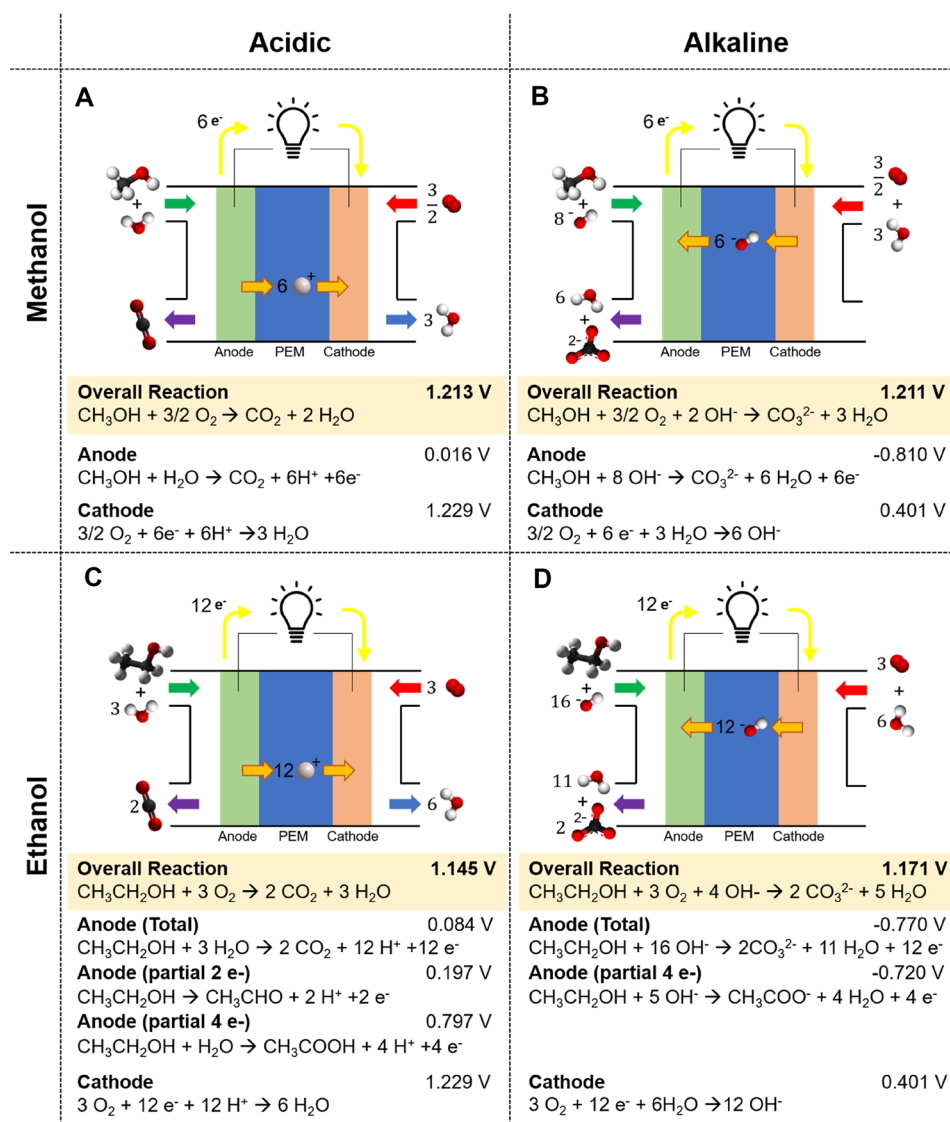 Acidic
Alkaline
Methanol
A
6 e-
+
3/2
6 +
3
Anode PEM Cathode
Overall Reaction 1.213 V
CH₃OH + 3/2 O₂ → CO₂ + 2 H₂O
Anode 0.016 V
CH₃OH + H₂O → CO₂ + 6H⁺ +6e⁻
Cathode 1.229 V
3/2 O₂ + 6e⁻ + 6H⁺ →3 H₂O
B
6 e-
3/2
+
+
8 -
3
6 -
6
+
2-
Anode PEM Cathode
Overall Reaction 1.211 V
CH₃OH + 3/2 O₂ + 2 OH⁻ → CO₃²⁻ + 3 H₂O
Anode -0.810 V
CH₃OH + 8 OH⁻ → CO₃²⁻ + 6 H₂O + 6e⁻
Cathode 0.401 V
3/2 O₂ + 6 e⁻ + 3 H₂O →6 OH⁻
Ethanol
C
12 e-
+
3
3
12 +
2
6
Anode PEM Cathode
Overall Reaction 1.145 V
CH₃CH₂OH + 3 O₂ → 2 CO₂ + 3 H₂O
Anode (Total) 0.084 V
CH₃CH₂OH + 3 H₂O → 2 CO₂ + 12 H⁺ +12 e⁻
Anode (partial 2 e-) 0.197 V
CH₃CH₂OH → CH₃CHO + 2 H⁺ +2 e⁻
Anode (partial 4 e-) 0.797 V
CH₃CH₂OH + H₂O → CH₃COOH + 4 H⁺ +4 e⁻
Cathode 1.229 V
3 O₂ + 12 e⁻ + 12 H⁺ → 6 H₂O
D
12 e-
3
+
+
16 -
6
12 -
11
+
2 2-
Anode PEM Cathode
Overall Reaction 1.171 V
CH₃CH₂OH + 3 O₂ + 4 OH- → 2 CO₃²⁻ + 5 H₂O
Anode (Total) -0.770 V
CH₃CH₂OH + 16 OH⁻ → 2CO₃²⁻ + 11 H₂O + 12 e⁻
Anode (partial 4 e-) -0.720 V
CH₃CH₂OH + 5 OH⁻ → CH₃COO⁻ + 4 H₂O + 4 e⁻
Cathode 0.401 V
3 O₂ + 12 e⁻ + 6H₂O →12 OH⁻